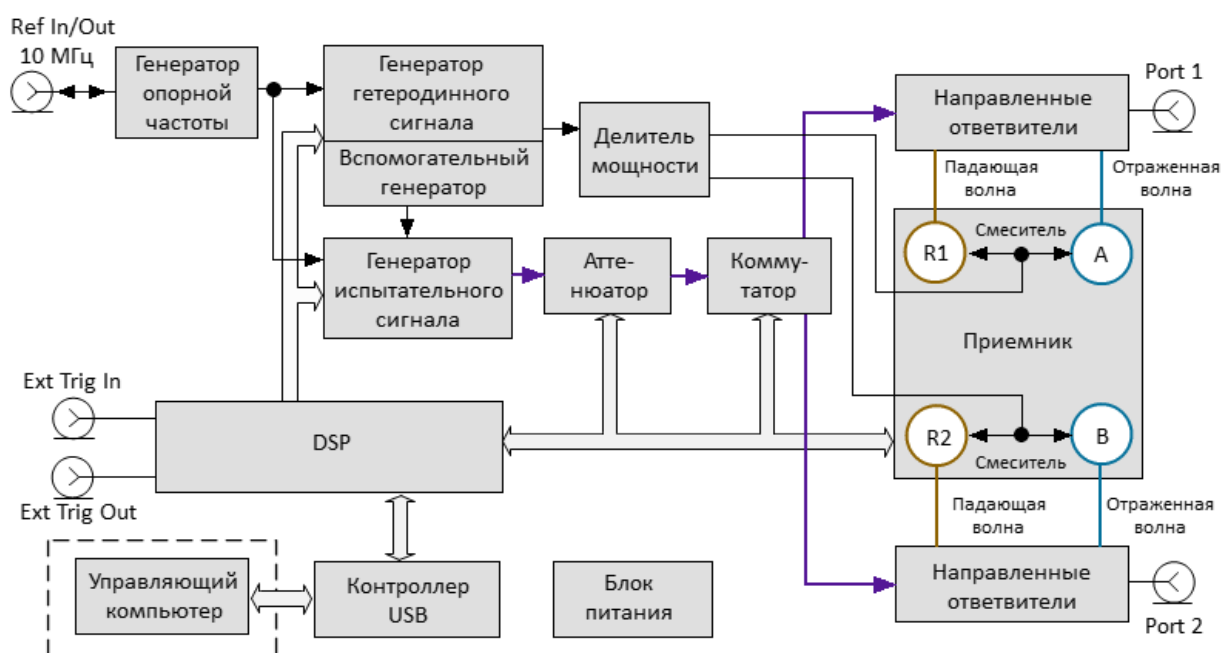 Ref In/Out
10 МГц
Генератор
опорной
частоты
Генератор
гетеродинного
сигнала
Вспомогательный
генератор
Делитель
мощности
Направленные
ответвители
Port 1
Падающая
волна
Отраженная
волна
Генератор
испытательного
сигнала
Атте-
нюатор
Комму-
татор
R1
Смеситель
A
Приемник
Ext Trig In
DSP
Ext Trig Out
R2
Смеситель
B
Падающая
волна
Отраженная
волна
Управляющий
компьютер
Контроллер
USB
Блок
питания
Направленные
ответвители
Port 2